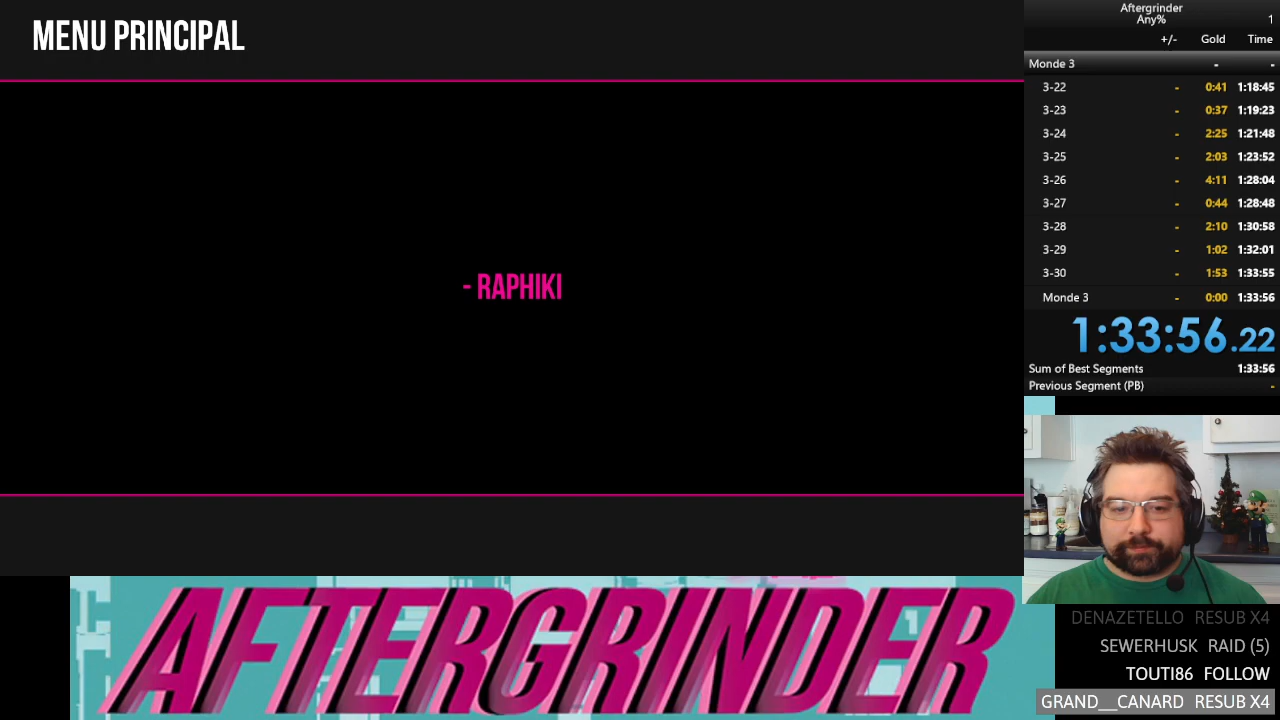 MENU PRINCIPAL
- RAPHIKI
AFTERGRINDER
Aftergrinder
Any% 1
+/- Gold Time
Monde 3 - -
3-22 - 0:41 1:18:45
3-23 - 0:37 1:19:23
3-24 - 2:25 1:21:48
3-25 - 2:03 1:23:52
3-26 - 4:11 1:28:04
3-27 - 0:44 1:28:48
3-28 - 2:10 1:30:58
3-29 - 1:02 1:32:01
3-30 - 1:53 1:33:55
Monde 3 - 0:00 1:33:56
1:33:56.22
Sum of Best Segments 1:33:56
Previous Segment (PB) -
DENAZETELLO RESUB X4
SEWERHUSK RAID (5)
TOUTI86 FOLLOW
GRAND__CANARD RESUB X4